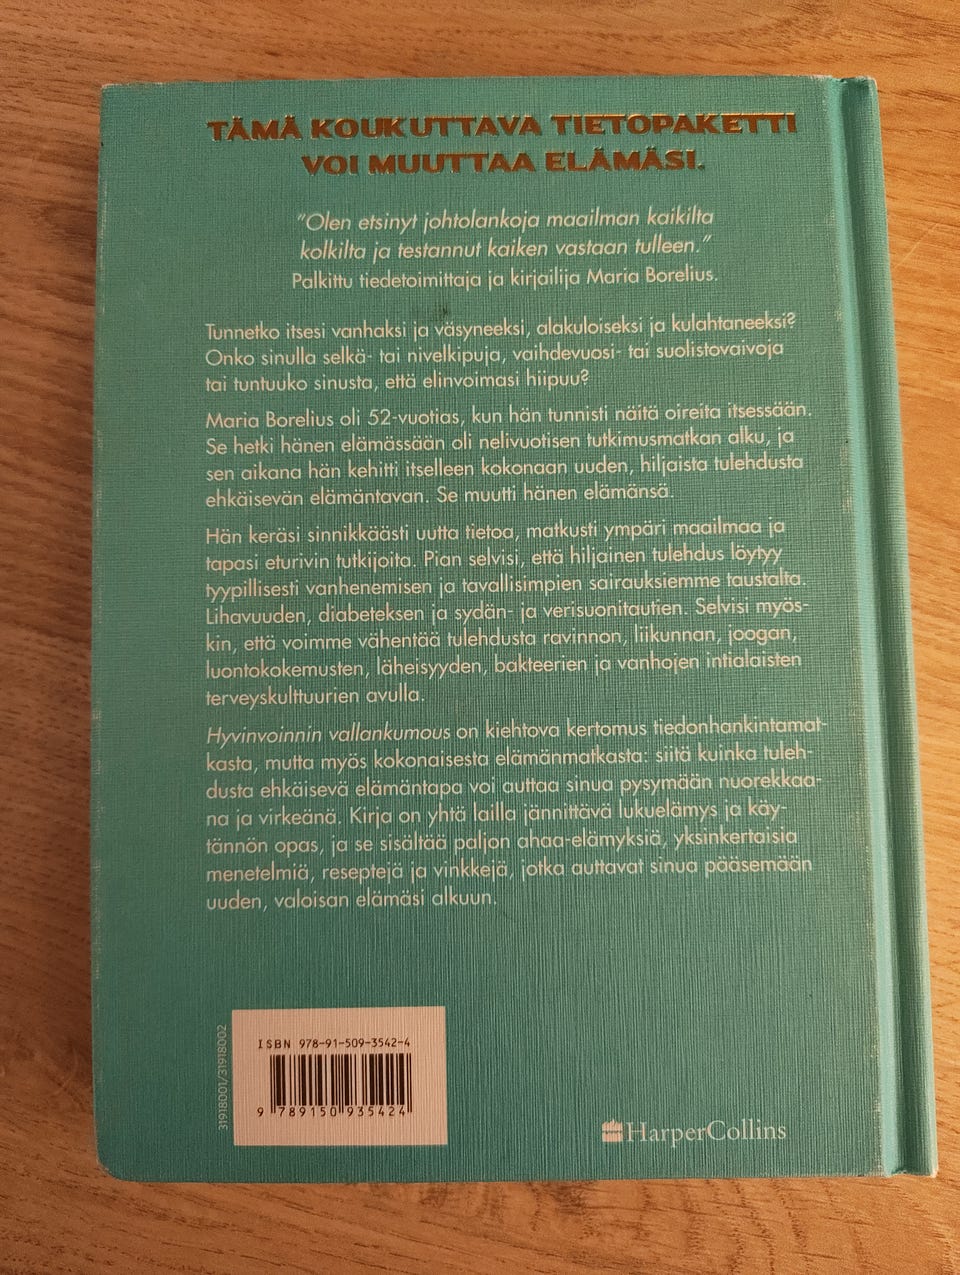 TÄMÄ KOUKUTTAVA TIETOPAKETTI
VOI MUUTTAA ELÄMÄSI.
”Olen etsinyt johtolankoja maailman kaikilta
kolkilta ja testannut kaiken vastaan tulleen.”
Palkittu tiedetoimittaja ja kirjailija Maria Borelius.
Tunnetko itsesi vanhaksi ja väsyneeksi, alakuloiseksi ja kulahtaneeksi?
Onko sinulla selkä- tai nivelkipuja, vaihdevuosi- tai suolistovaivoja
tai tuntuuko sinusta, että elinvoimasi hiipuu?
Maria Borelius oli 52-vuotias, kun hän tunnisti näitä oireita itsessään.
Se hetki hänen elämässään oli nelivuotisen tutkimusmatkan alku, ja
sen aikana hän kehitti itselleen kokonaan uuden, hiljaista tulehdusta
ehkäisevän elämäntavan. Se muutti hänen elämänsä.
Hän keräsi sinnikkäästi uutta tietoa, matkusti ympäri maailmaa ja
tapasi eturivin tutkijoita. Pian selvisi, että hiljainen tulehdus löytyy
tyypillisesti vanhenemisen ja tavallisimpien sairauksiemme taustalta.
Lihavuuden, diabeteksen ja sydän- ja verisuonitautien. Selvisi myös-
kin, että voimme vähentää tulehdusta ravinnon, liikunnan, joogan,
luontokokemusten, läheisyyden, bakteerien ja vanhojen intialaisten
terveyskulttuurien avulla.
Hyvinvoinnin vallankumous on kiehtova kertomus tiedonhankintamat-
kasta, mutta myös kokonaisesta elämänmatkasta: siitä kuinka tuleh-
dusta ehkäisevä elämäntapa voi auttaa sinua pysymään nuorekkaa-
na ja virkeänä. Kirja on yhtä lailla jännittävä lukuelämys ja käy-
tännön opas, ja se sisältää paljon ahaa-elämyksiä, yksinkertaisia
menetelmiä, reseptejä ja vinkkejä, jotka auttavat sinua pääsemään
uuden, valoisan elämäsi alkuun.
31918001/31918002
ISBN 978-91-509-3542-4
9 789150 935424
HarperCollins